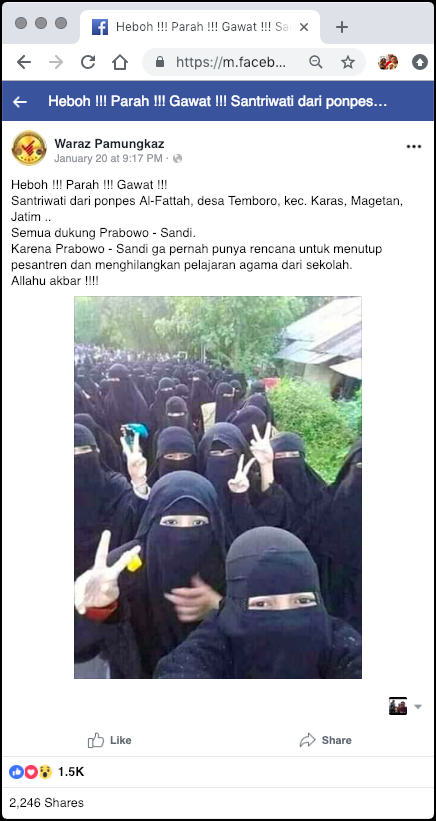 Heboh !!! Parah !!! Gawat !!! Sa
https://m.faceb...
Heboh !!! Parah !!! Gawat !!! Santriwati dari ponpes…
Waraz Pamungkaz
January 20 at 9:17 PM ·
Heboh !!! Parah !!! Gawat !!!
Santriwati dari ponpes Al-Fattah, desa Temboro, kec. Karas, Magetan,
Jatim ..
Semua dukung Prabowo - Sandi.
Karena Prabowo - Sandi ga pernah punya rencana untuk menutup
pesantren dan menghilangkan pelajaran agama dari sekolah.
Allahu akbar !!!!
Like
Share
1.5K
2,246 Shares